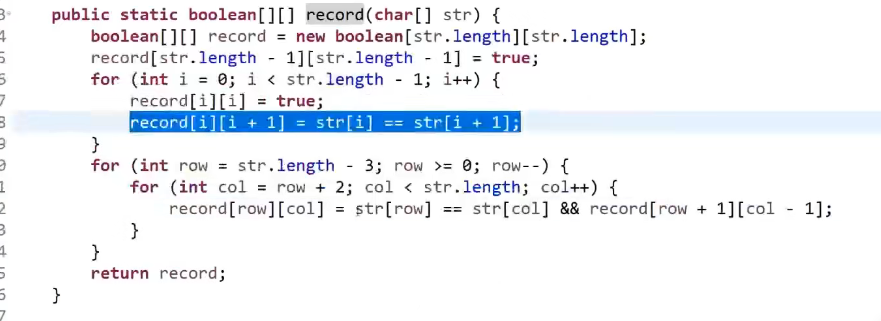 3 public static boolean[][] record(char[] str) {
4 boolean[][] record = new boolean[str.length][str.length];
5 record[str.length - 1][str.length - 1] = true;
6 for (int i = 0; i < str.length - 1; i++) {
7 record[i][i] = true;
8 record[i][i + 1] = str[i] == str[i + 1];
9 }
0 for (int row = str.length - 3; row >= 0; row--) {
1 for (int col = row + 2; col < str.length; col++) {
2 record[row][col] = str[row] == str[col] && record[row + 1][col - 1];
3 }
4 }
5 return record;
6 }
7